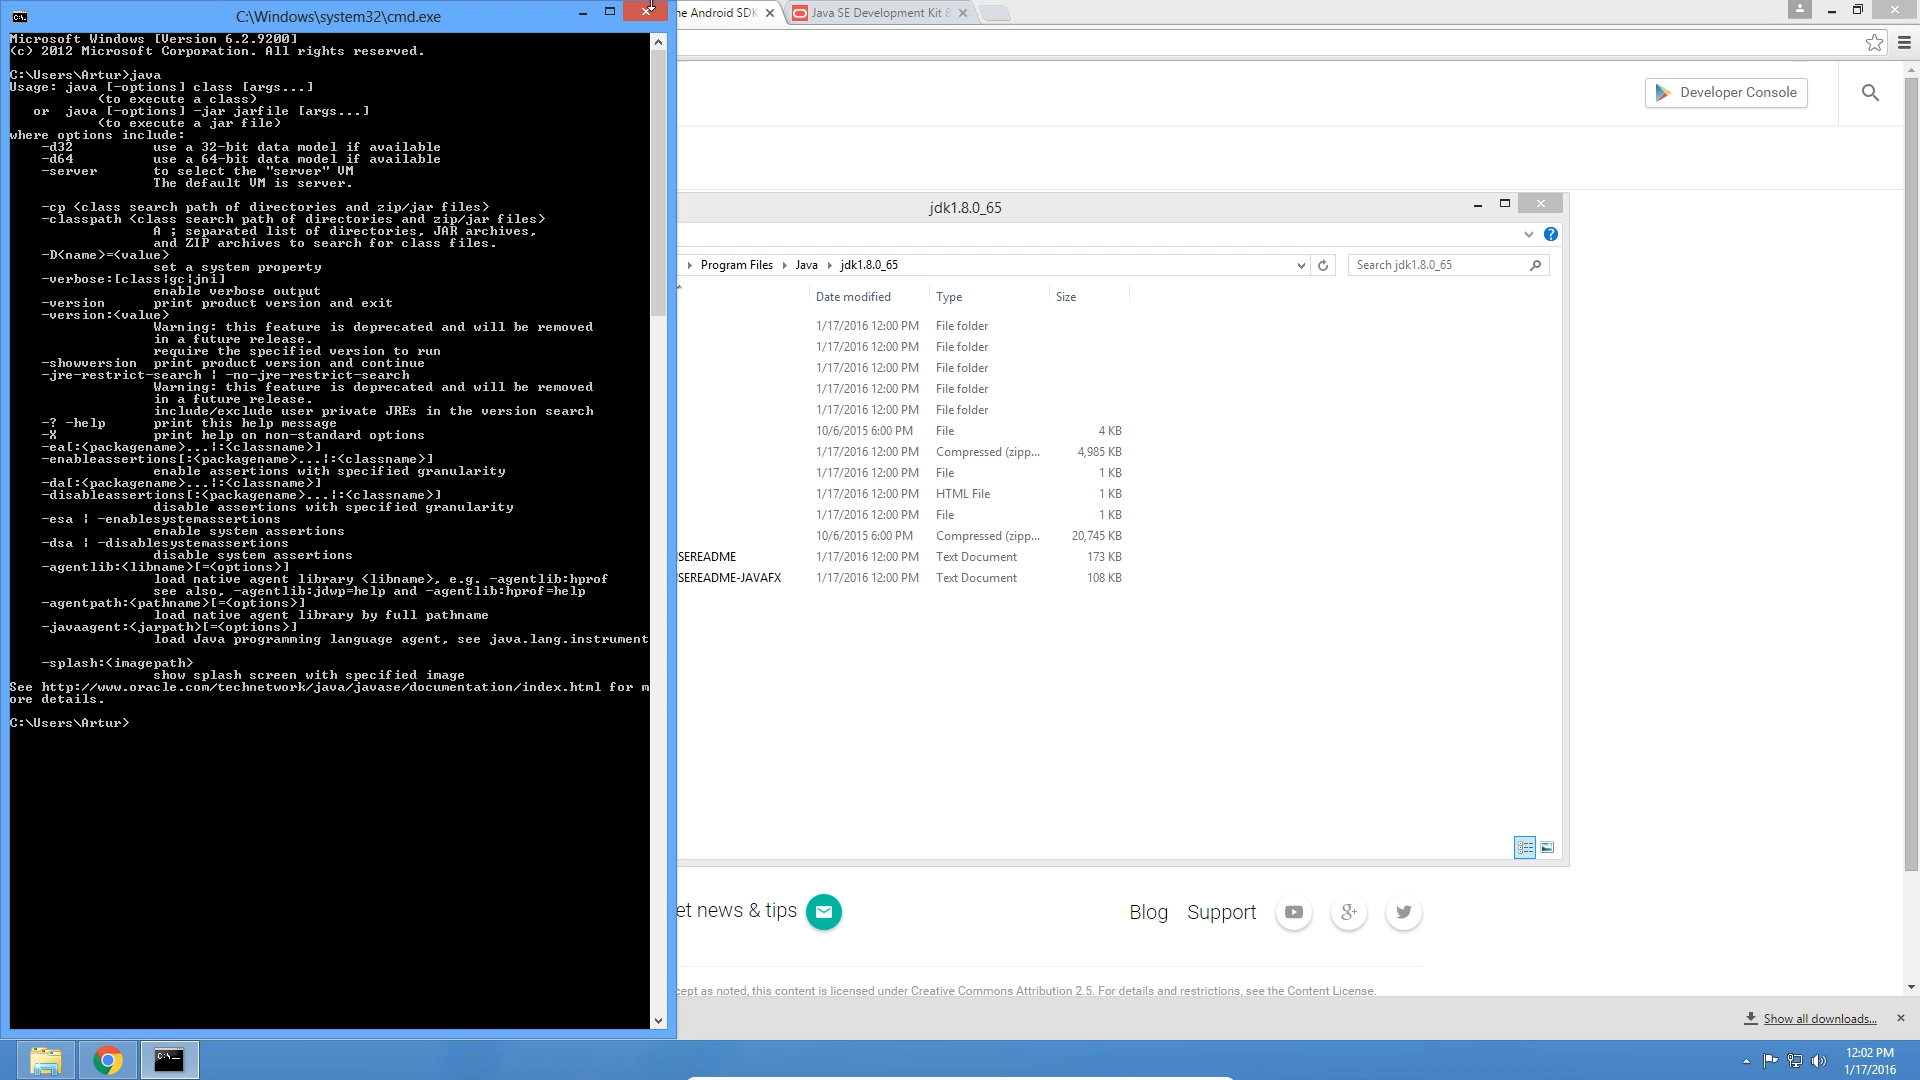 C:\Windows\system32\cmd.exe
Microsoft Windows [Version 6.2.9200]
(c) 2012 Microsoft Corporation. All rights reserved.
C:\Users\Artur>java
Usage: java [-options] class [args...]
(to execute a class)
or  java [-options] -jar jarfile [args...]
(to execute a jar file)
where options include:
-d32          use a 32-bit data model if available
-d64          use a 64-bit data model if available
-server       to select the "server" VM
The default VM is server.
-cp <class search path of directories and zip/jar files>
-classpath <class search path of directories and zip/jar files>
A ; separated list of directories, JAR archives,
and ZIP archives to search for class files.
-D<name>=<value>
set a system property
-verbose:[class|gc|jni]
enable verbose output
-version      print product version and exit
-version:<value>
Warning: this feature is deprecated and will be removed
in a future release.
require the specified version to run
-showversion  print product version and continue
-jre-restrict-search | -no-jre-restrict-search
Warning: this feature is deprecated and will be removed
in a future release.
include/exclude user private JREs in the version search
-? -help      print this help message
-X            print help on non-standard options
-ea[:<packagename>...|:<classname>]
-enableassertions[:<packagename>...|:<classname>]
enable assertions with specified granularity
-da[:<packagename>...|:<classname>]
-disableassertions[:<packagename>...|:<classname>]
disable assertions with specified granularity
-esa | -enablesystemassertions
enable system assertions
-dsa | -disablesystemassertions
disable system assertions
-agentlib:<libname>[=<options>]
load native agent library <libname>, e.g. -agentlib:hprof
see also, -agentlib:jdwp=help and -agentlib:hprof=help
-agentpath:<pathname>[=<options>]
load native agent library by full pathname
-javaagent:<jarpath>[=<options>]
load Java programming language agent, see java.lang.instrument
-splash:<imagepath>
show splash screen with specified image
See http://www.oracle.com/technetwork/java/javase/documentation/index.html for m
ore details.
C:\Users\Artur>
ne Android SDK
Java SE Development Kit 8
Developer Console
jdk1.8.0_65
Program Files
Java
jdk1.8.0_65
Search jdk1.8.0_65
Date modified Type Size
1/17/2016 12:00 PM File folder
1/17/2016 12:00 PM File folder
1/17/2016 12:00 PM File folder
1/17/2016 12:00 PM File folder
1/17/2016 12:00 PM File folder
10/6/2015 6:00 PM File 4 KB
1/17/2016 12:00 PM Compressed (zipp... 4,985 KB
1/17/2016 12:00 PM File 1 KB
1/17/2016 12:00 PM HTML File 1 KB
1/17/2016 12:00 PM File 1 KB
10/6/2015 6:00 PM Compressed (zipp... 20,745 KB
SEREADME 1/17/2016 12:00 PM Text Document 173 KB
SEREADME-JAVAFX 1/17/2016 12:00 PM Text Document 108 KB
et news & tips
Blog Support
g+
cept as noted, this content is licensed under Creative Commons Attribution 2.5. For details and restrictions, see the Content License.
Show all downloads...
12:02 PM
1/17/2016